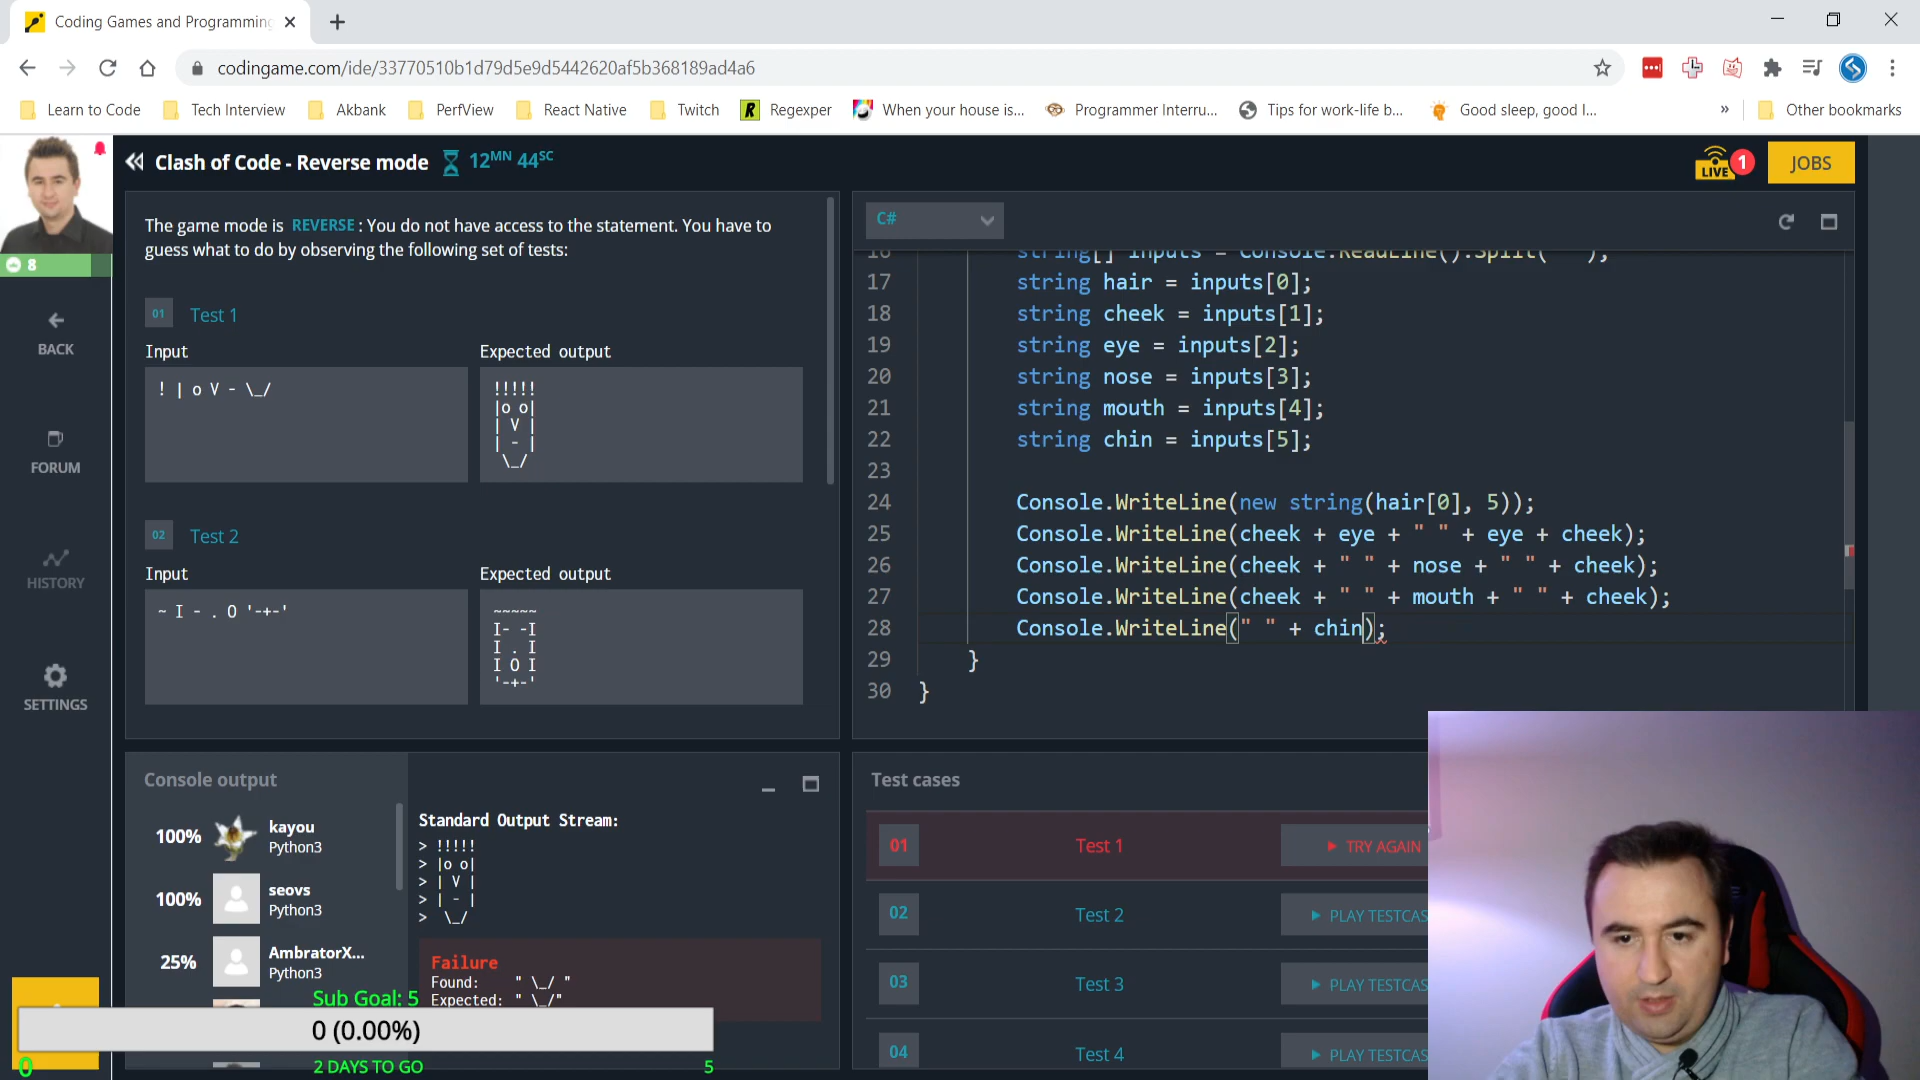 Coding Games and Programming
codingame.com/ide/33770510b1d79d5e9d5442620af5b368189ad4a6
Learn to Code
Tech Interview
Akbank
PerfView
React Native
Twitch
R
Regexper
When your house is...
Programmer Interru...
Tips for work-life b...
Good sleep, good l...
»
Other bookmarks
Clash of Code - Reverse mode
12MN 44SC
LIVE
1
JOBS
8
BACK
FORUM
HISTORY
SETTINGS
The game mode is REVERSE : You do not have access to the statement. You have to
guess what to do by observing the following set of tests:
01 Test 1
Input
Expected output
! | o V - \_/
!!!!!
|o o|
| V |
| - |
\_/
02 Test 2
Input
Expected output
~ I - . O '-+-'
~~~~~
I- -I
I . I
I O I
'-+-'
C#
16 string[] inputs = Console.ReadLine().Split(' ');
17 string hair = inputs[0];
18 string cheek = inputs[1];
19 string eye = inputs[2];
20 string nose = inputs[3];
21 string mouth = inputs[4];
22 string chin = inputs[5];
23
24 Console.WriteLine(new string(hair[0], 5));
25 Console.WriteLine(cheek + eye + " " + eye + cheek);
26 Console.WriteLine(cheek + " " + nose + " " + cheek);
27 Console.WriteLine(cheek + " " + mouth + " " + cheek);
28 Console.WriteLine(" " + chin);
29 }
30 }
Console output
100% kayou
Python3
100% seovs
Python3
25% AmbratorX...
Python3
Standard Output Stream:
> !!!!!
> |o o|
> | V |
> | - |
> \_/
Failure
Found: " \_/ "
Expected: " \_/"
Sub Goal: 5
0 (0.00%)
0
2 DAYS TO GO
5
Test cases
01 Test 1 TRY AGAIN
02 Test 2 PLAY TESTCAS
03 Test 3 PLAY TESTCAS
04 Test 4 PLAY TESTCAS